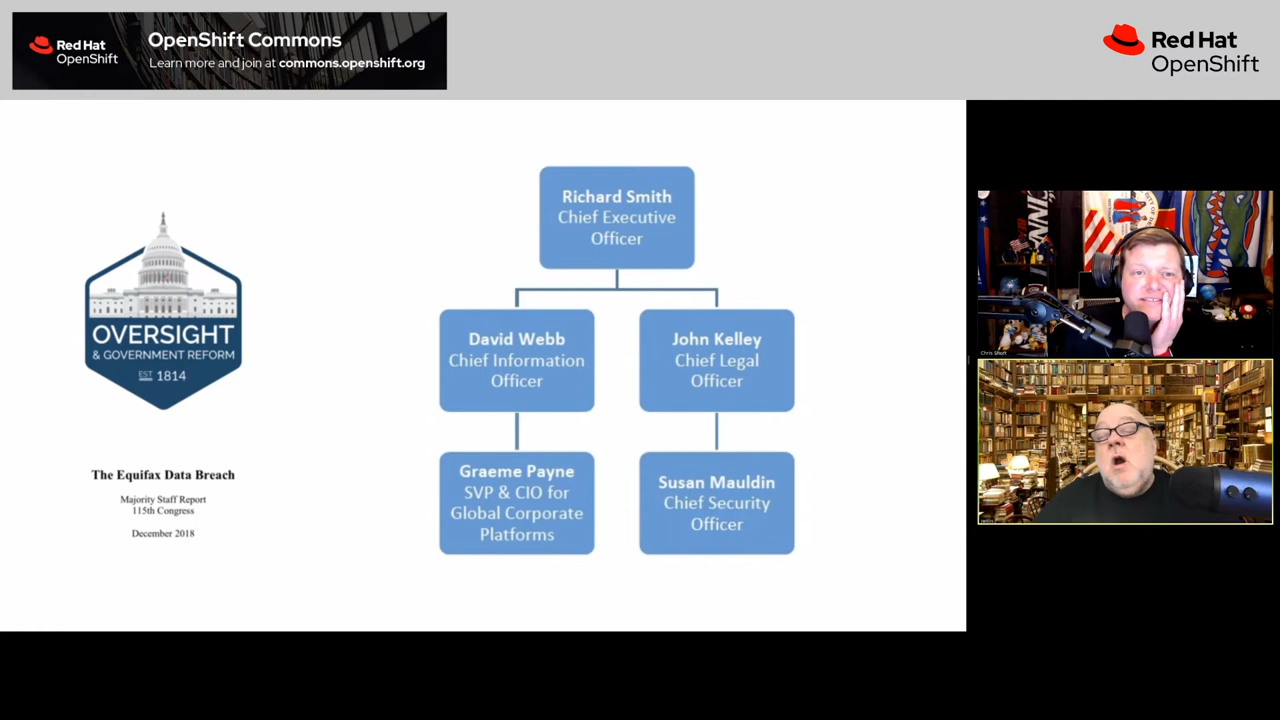 Red Hat
OpenShift
OpenShift Commons
Learn more and join at commons.openshift.org
Red Hat
OpenShift
OVERSIGHT
& GOVERNMENT REFORM
EST 1814
The Equifax Data Breach
Majority Staff Report
115th Congress
December 2018
Richard Smith
Chief Executive
Officer
David Webb
Chief Information
Officer
John Kelley
Chief Legal
Officer
Graeme Payne
SVP & CIO for
Global Corporate
Platforms
Susan Mauldin
Chief Security
Officer
Chris Short